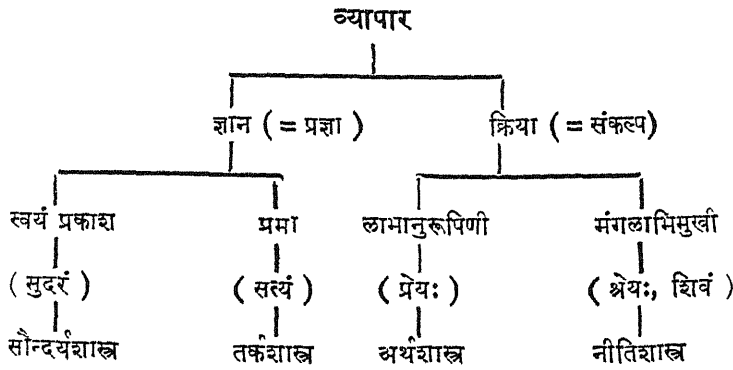 व्यापार
ज्ञान ( = प्रज्ञा ) क्रिया ( = संकल्प)
स्वयं प्रकाश प्रमा लाभानुरूपिणी मंगलाभिमुखी
( सुदरं ) ( सत्यं ) ( प्रेयः ) ( श्रेयः, शिवं )
सौन्दर्यशास्त्र तर्कशास्त्र अर्थशास्त्र नीतिशास्त्र